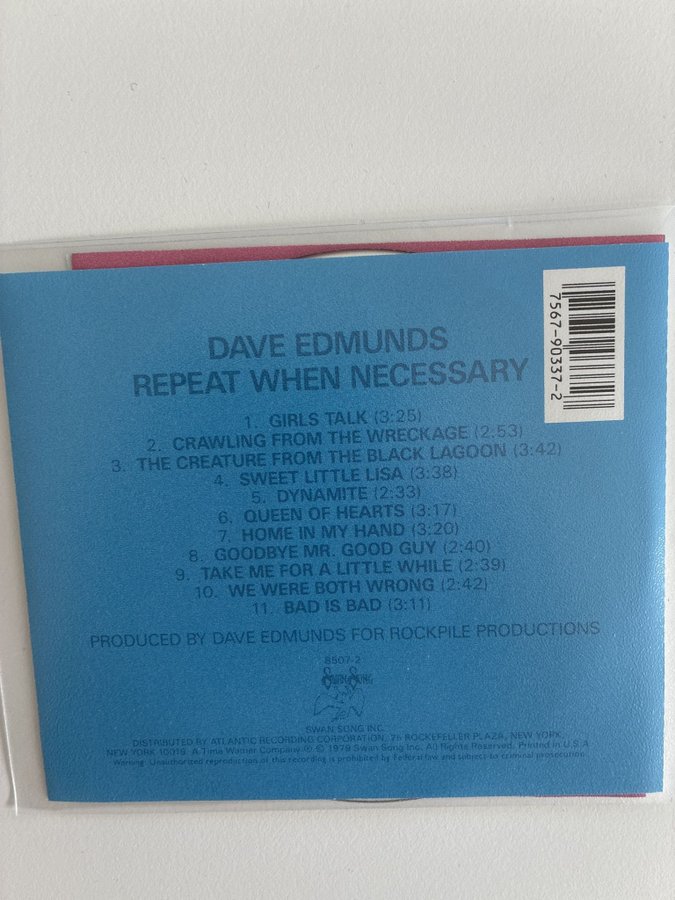 7567-90337-2
DAVE EDMUNDS
REPEAT WHEN NECESSARY
1. GIRLS TALK (3:25)
2. CRAWLING FROM THE WRECKAGE (2:53)
3. THE CREATURE FROM THE BLACK LAGOON (3:42)
4. SWEET LITTLE LISA (3:38)
5. DYNAMITE (2:33)
6. QUEEN OF HEARTS (3:17)
7. HOME IN MY HAND (3:20)
8. GOODBYE MR. GOOD GUY (2:40)
9. TAKE ME FOR A LITTLE WHILE (2:39)
10. WE WERE BOTH WRONG (2:42)
11. BAD IS BAD (3:11)
PRODUCED BY DAVE EDMUNDS FOR ROCKPILE PRODUCTIONS
8507-2
SWAN SONG
SWAN SONG INC.
DISTRIBUTED BY ATLANTIC RECORDING CORPORATION, 75 ROCKEFELLER PLAZA, NEW YORK,
NEW YORK 10019. A Time Warner Company ℗ © 1979 Swan Song Inc. All Rights Reserved. Printed in U.S.A.
Warning: Unauthorized reproduction of this recording is prohibited by Federal law and subject to criminal prosecution.